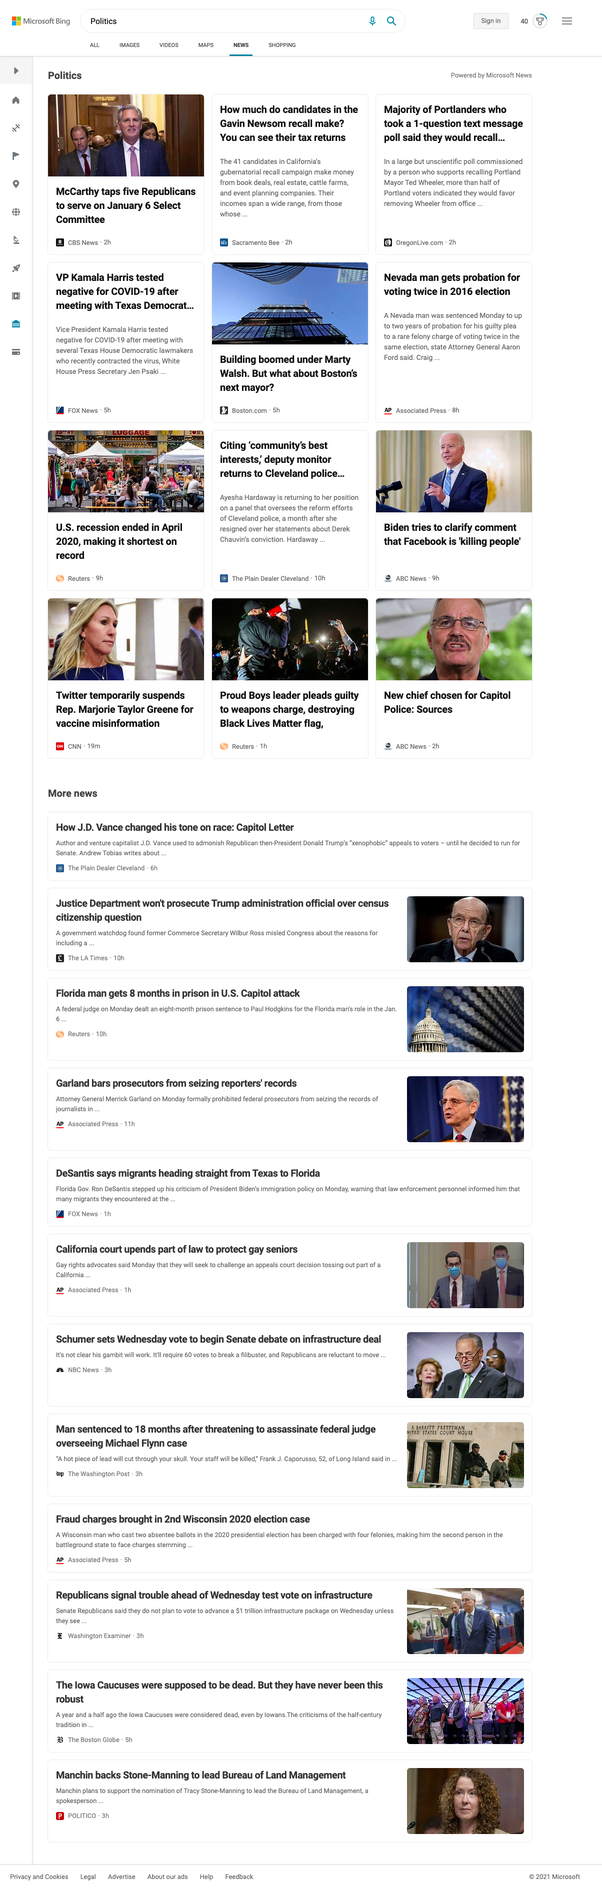 Microsoft Bing
Politics
Sign in
40
ALL IMAGES VIDEOS MAPS NEWS SHOPPING
Politics
Powered by Microsoft News
McCarthy taps five Republicans
to serve on January 6 Select
Committee
CBS News · 2h
How much do candidates in the
Gavin Newsom recall make?
You can see their tax returns
The 41 candidates in California's
gubernatorial recall campaign make money
from book deals, real estate, cattle farms,
and event planning companies. Their
incomes span a wide range, from those
whose ...
Sacramento Bee · 2h
Majority of Portlanders who
took a 1-question text message
poll said they would recall...
In a large but unscientific poll commissioned
by a person who supports recalling Portland
Mayor Ted Wheeler, more than half of
Portland voters indicated they would favor
removing Wheeler from office ...
OregonLive.com · 2h
VP Kamala Harris tested
negative for COVID-19 after
meeting with Texas Democrat...
Vice President Kamala Harris tested
negative for COVID-19 after meeting with
several Texas House Democratic lawmakers
who recently contracted the virus, White
House Press Secretary Jen Psaki ...
FOX News · 5h
Building boomed under Marty
Walsh. But what about Boston's
next mayor?
Boston.com · 5h
Nevada man gets probation for
voting twice in 2016 election
A Nevada man was sentenced Monday to up
to two years of probation for his guilty plea
to a rare felony charge of voting twice in the
same election, state Attorney General Aaron
Ford said. Craig ...
AP Associated Press · 8h
LUGGAGE
U.S. recession ended in April
2020, making it shortest on
record
Reuters · 9h
Citing 'community's best
interests,' deputy monitor
returns to Cleveland police...
Ayesha Hardaway is returning to her position
on a panel that oversees the reform efforts
of Cleveland police, a month after she
resigned over her statements about Derek
Chauvin's conviction. Hardaway ...
The Plain Dealer Cleveland · 10h
Biden tries to clarify comment
that Facebook is 'killing people'
ABC News · 9h
Twitter temporarily suspends
Rep. Marjorie Taylor Greene for
vaccine misinformation
CNN · 19m
Proud Boys leader pleads guilty
to weapons charge, destroying
Black Lives Matter flag,
Reuters · 1h
New chief chosen for Capitol
Police: Sources
ABC News · 2h
More news
How J.D. Vance changed his tone on race: Capitol Letter
Author and venture capitalist J.D. Vance used to admonish Republican then-President Donald Trump's "xenophobic" appeals to voters – until he decided to run for
Senate. Andrew Tobias writes about ...
The Plain Dealer Cleveland · 6h
Justice Department won't prosecute Trump administration official over census
citizenship question
A government watchdog found former Commerce Secretary Wilbur Ross misled Congress about the reasons for
including a ...
The LA Times · 10h
Florida man gets 8 months in prison in U.S. Capitol attack
A federal judge on Monday dealt an eight-month prison sentence to Paul Hodgkins for the Florida man's role in the Jan.
6 ...
Reuters · 10h
Garland bars prosecutors from seizing reporters' records
Attorney General Merrick Garland on Monday formally prohibited federal prosecutors from seizing the records of
journalists in ...
AP Associated Press · 11h
DeSantis says migrants heading straight from Texas to Florida
Florida Gov. Ron DeSantis stepped up his criticism of President Biden's immigration policy on Monday, warning that law enforcement personnel informed him that
many migrants they encountered at the ...
FOX News · 1h
California court upends part of law to protect gay seniors
Gay rights advocates said Monday that they will seek to challenge an appeals court decision tossing out part of a
California ...
AP Associated Press · 1h
Schumer sets Wednesday vote to begin Senate debate on infrastructure deal
It's not clear his gambit will work. It'll require 60 votes to break a filibuster, and Republicans are reluctant to move ...
NBC News · 3h
Man sentenced to 18 months after threatening to assassinate federal judge
overseeing Michael Flynn case
"A hot piece of lead will cut through your skull. Your staff will be killed," Frank J. Caporusso, 52, of Long Island said in ...
wp The Washington Post · 3h
Fraud charges brought in 2nd Wisconsin 2020 election case
A Wisconsin man who cast two absentee ballots in the 2020 presidential election has been charged with four felonies, making him the second person in the
battleground state to face charges stemming ...
AP Associated Press · 5h
Republicans signal trouble ahead of Wednesday test vote on infrastructure
Senate Republicans said they do not plan to vote to advance a $1 trillion infrastructure package on Wednesday unless
they see ...
Washington Examiner · 3h
The Iowa Caucuses were supposed to be dead. But they have never been this
robust
A year and a half ago the Iowa Caucuses were considered dead, even by Iowans.The criticisms of the half-century
tradition in ...
The Boston Globe · 5h
Manchin backs Stone-Manning to lead Bureau of Land Management
Manchin plans to support the nomination of Tracy Stone-Manning to lead the Bureau of Land Management, a
spokesperson ...
POLITICO · 3h
Privacy and Cookies Legal Advertise About our ads Help Feedback
© 2021 Microsoft